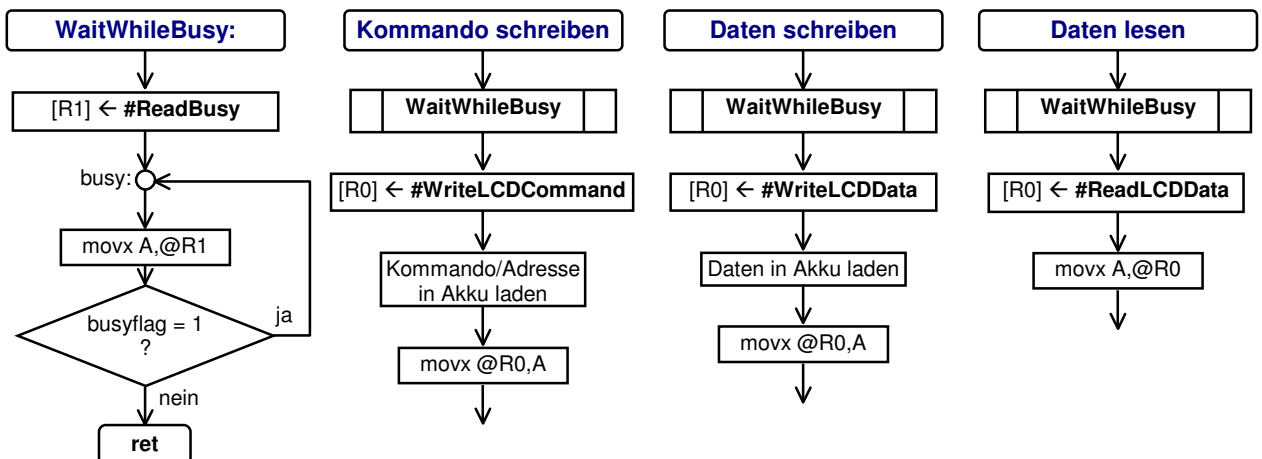 WaitWhileBusy:
[R1] ← #ReadBusy
busy:
movx A,@R1
busyflag = 1
?
ja
nein
ret
Kommando schreiben
WaitWhileBusy
[R0] ← #WriteLCDCommand
Kommando/Adresse
in Akku laden
movx @R0,A
Daten schreiben
WaitWhileBusy
[R0] ← #WriteLCDData
Daten in Akku laden
movx @R0,A
Daten lesen
WaitWhileBusy
[R0] ← #ReadLCDData
movx A,@R0